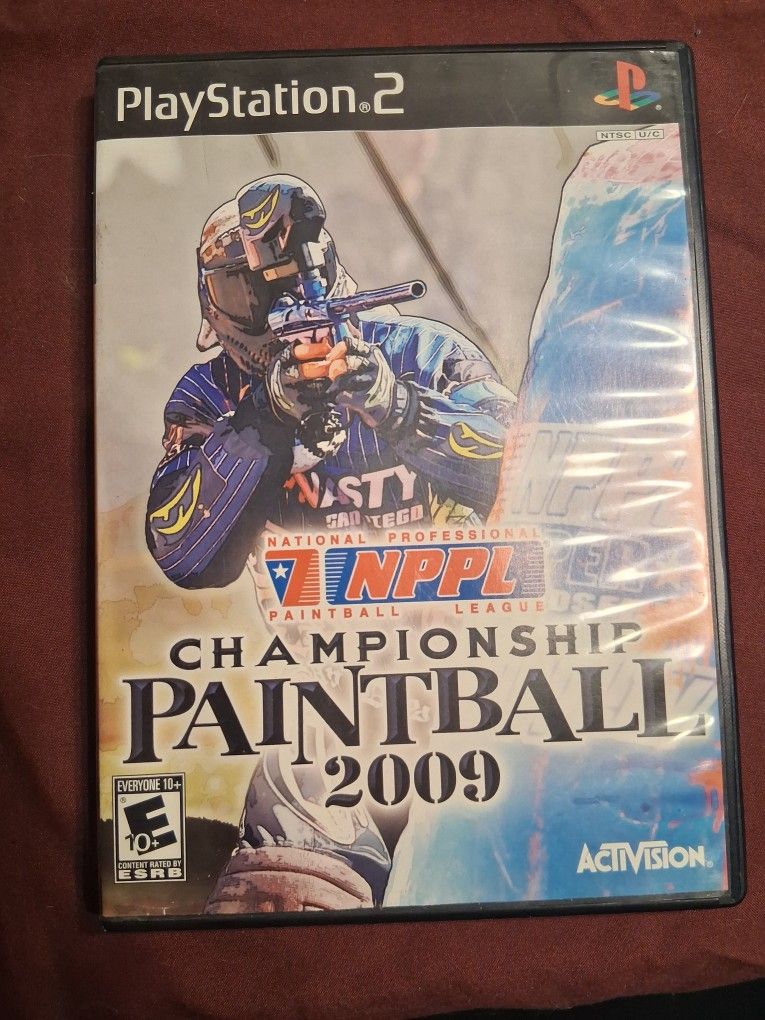 PlayStation®2
NTSC U/C
NASTY
NATIONAL PROFESSIONAL
7 NPPL
PAINTBALL LEAGUE
CHAMPIONSHIP
PAINTBALL
2009
EVERYONE 10+
E
10+
CONTENT RATED BY
ESRB
ACTIVISION®